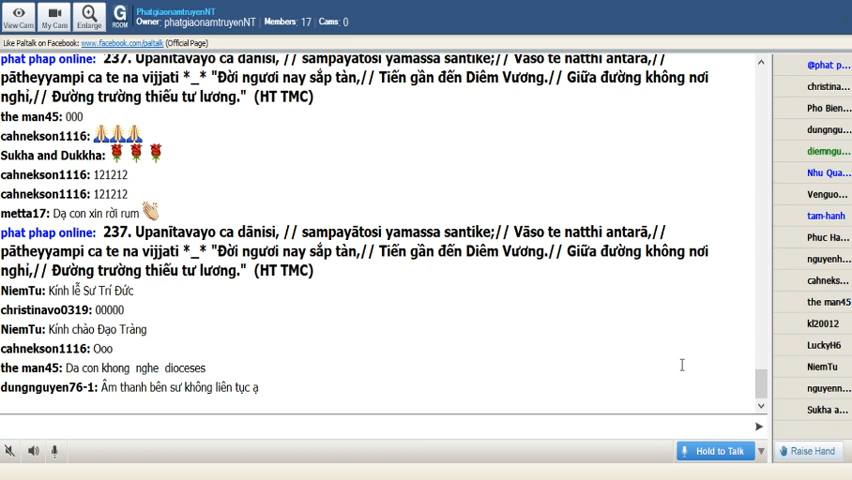 PhatgiaonamtruyenNT
Owner: phatgiaonamtruyenNT Members: 17 Cams: 0
View Cam My Cam Enlarge G ROOM
Like Paltalk on Facebook: www.facebook.com/paltalk (Official Page)
phat phap online: 237. Upanītavayo ca dānisi, // sampayātosi yamassa santike;// Vāso te natthi antarā,//
pātheyyampi ca te na vijjati *_* "Đời ngươi nay sắp tàn,// Tiến gần đến Diêm Vương.// Giữa đường không nơi
nghi,// Đường trường thiếu tư lương." (HT TMC)
the man45: 000
cahnekson1116:
Sukha and Dukkha:
cahnekson1116: 121212
cahnekson1116: 121212
metta17: Dạ con xin rời rum
phat phap online: 237. Upanītavayo ca dānisi, // sampayātosi yamassa santike;// Vāso te natthi antarā,//
pātheyyampi ca te na vijjati *_* "Đời ngươi nay sắp tàn,// Tiến gần đến Diêm Vương.// Giữa đường không nơi
nghi,// Đường trường thiếu tư lương." (HT TMC)
NiemTu: Kính lễ Sư Trí Đức
christinavo0319: 00000
NiemTu: Kính chào Đạo Tràng
cahnekson1116: Ooo
the man45: Da con khong nghe dioceses
dungnguyen76-1: Âm thanh bên sư không liên tục ạ
@phat p...
christina...
Pho Bien...
dungngu...
diemngu...
Nhu Qua...
Venguo...
tam-hanh
Phuc Ha...
nguyenh...
cahneks...
the man45
kl20012
LuckyH6
NiemTu
nguyenn...
Sukha a...
Hold to Talk
Raise Hand